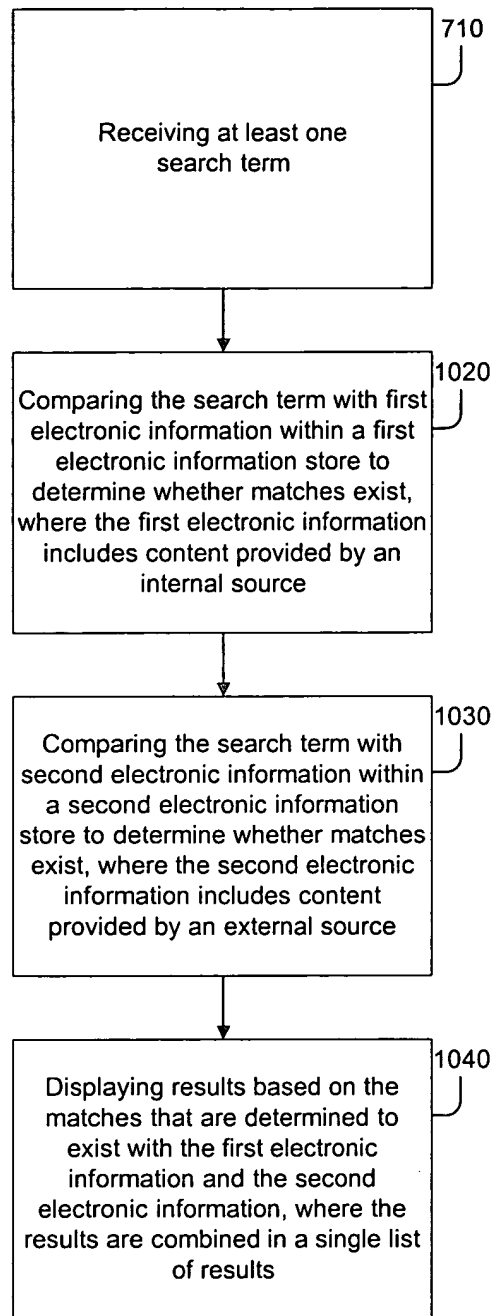 710
Receiving at least one
search term
1020
Comparing the search term with first
electronic information within a first
electronic information store to
determine whether matches exist,
where the first electronic information
includes content provided by an
internal source
1030
Comparing the search term with
second electronic information within
a second electronic information
store to determine whether matches
exist, where the second electronic
information includes content
provided by an external source
1040
Displaying results based on the
matches that are determined to
exist with the first electronic
information and the second
electronic information, where the
results are combined in a single list
of results